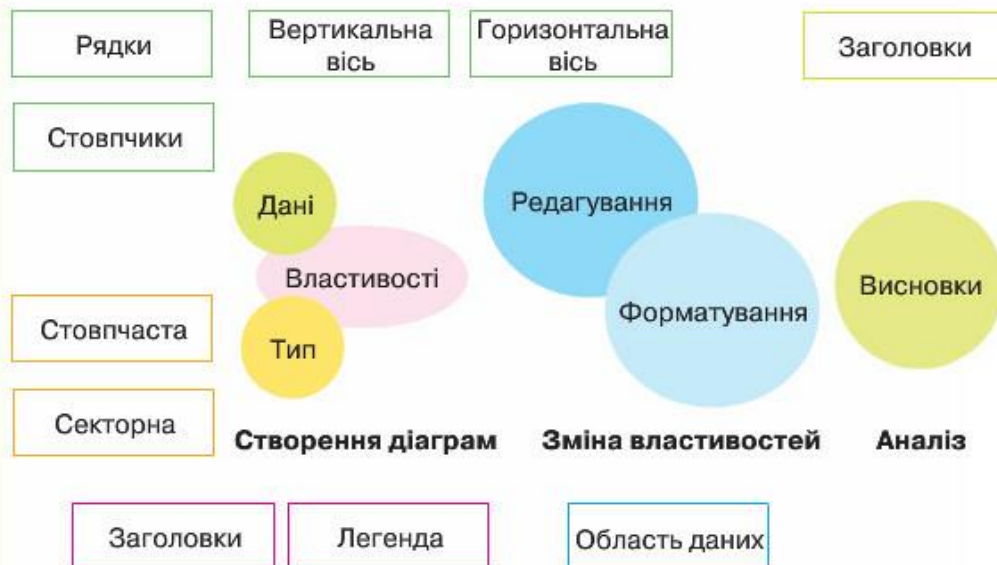 Рядки
Вертикальна
вісь
Горизонтальна
вісь
Заголовки
Стовпчики
Дані
Редагування
Властивості
Висновки
Форматування
Стовпчаста
Тип
Секторна
Створення діаграм
Зміна властивостей
Аналіз
Заголовки
Легенда
Область даних